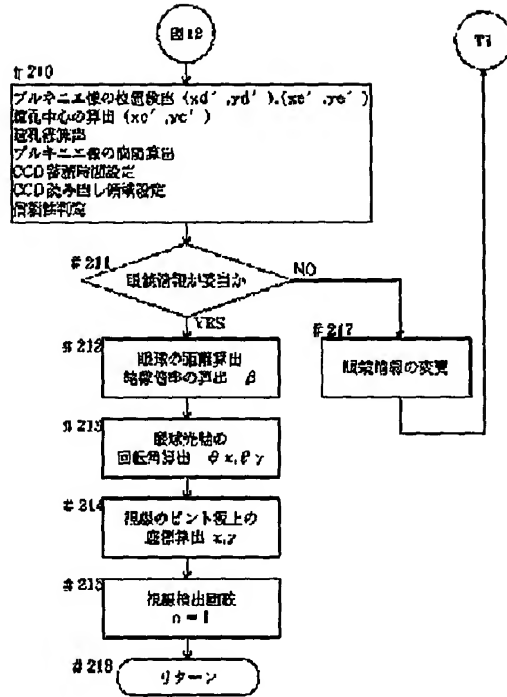 図12
T1
#210
プルキニエ像の位置検出 (xd′,yd′).(xe′,ye′)
瞳孔中心の算出 (xc′,yc′)
瞳孔径算出
プルキニエ像の間隔算出
CCD蓄積時間設定
CCD読み出し領域設定
信頼性判定
#211
眼鏡情報が妥当か
NO
YES
#212
眼球の距離算出
結像倍率の算出 β
#217
眼鏡情報の変更
#213
眼球光軸の
回転角算出 θx,θy
#214
視線のピント板上の
座標算出 x,y
#215
視線検出回数
n=1
#218
リターン